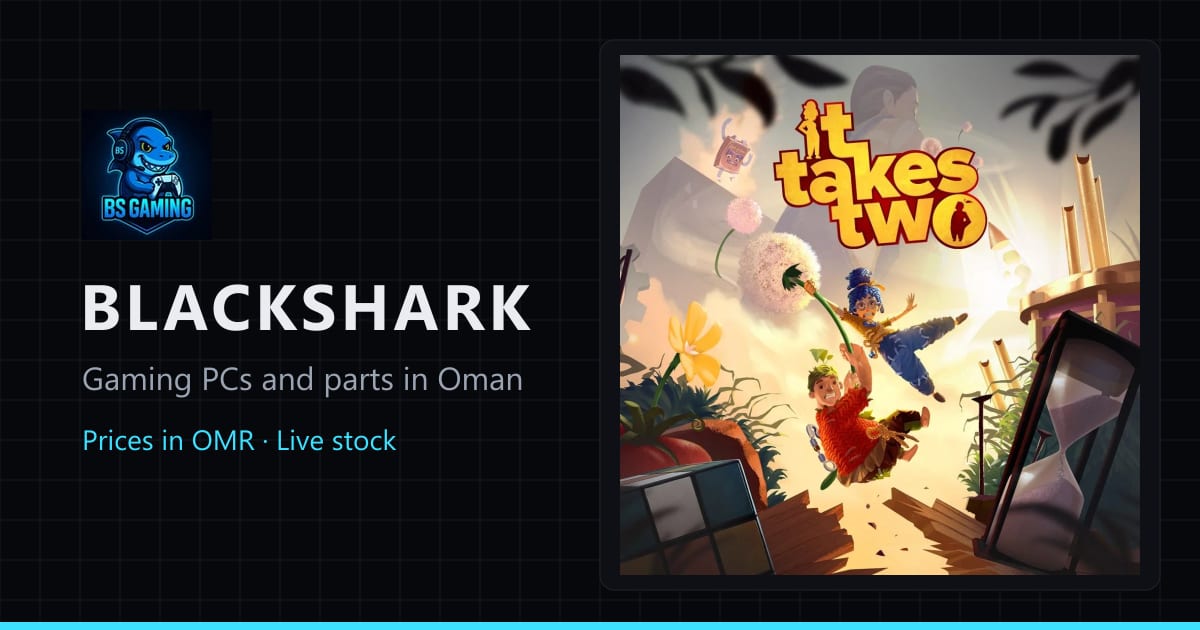 BS
BS GAMING
BLACKSHARK
Gaming PCs and parts in Oman
Prices in OMR · Live stock
it
takes
two